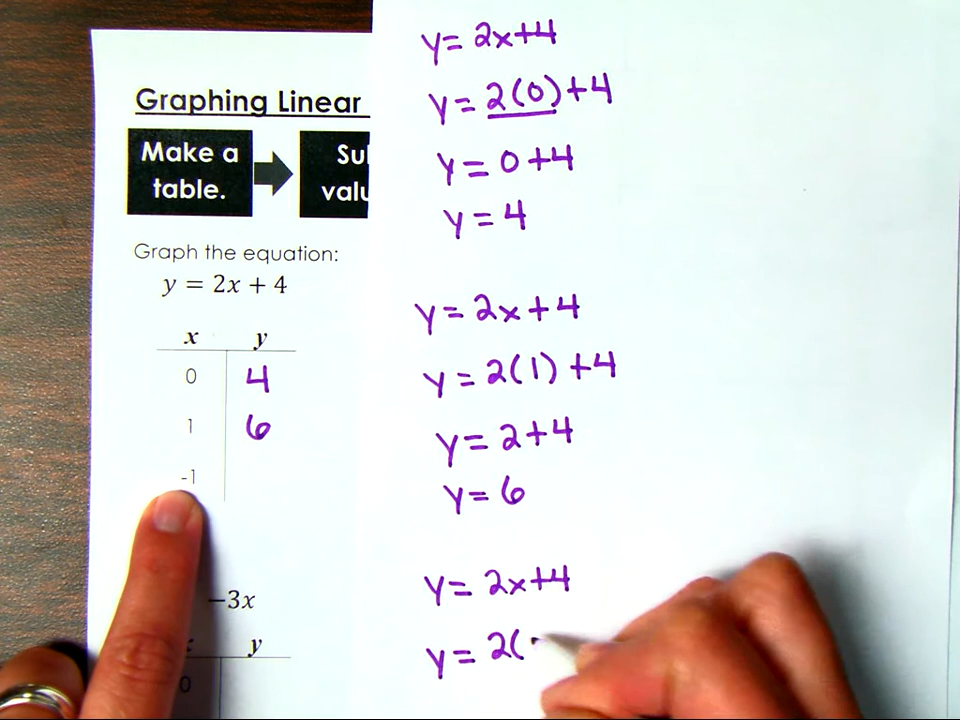 Graphing Linear
Make a
table.
Su
valu
Graph the equation:
y = 2x + 4
x y
0 4
1 6
-1
-3x
y
0
y = 2x+4
y = 2(0)+4
y = 0+4
y = 4
y = 2x+4
y = 2(1)+4
y = 2+4
y = 6
y = 2x+4
y = 2(